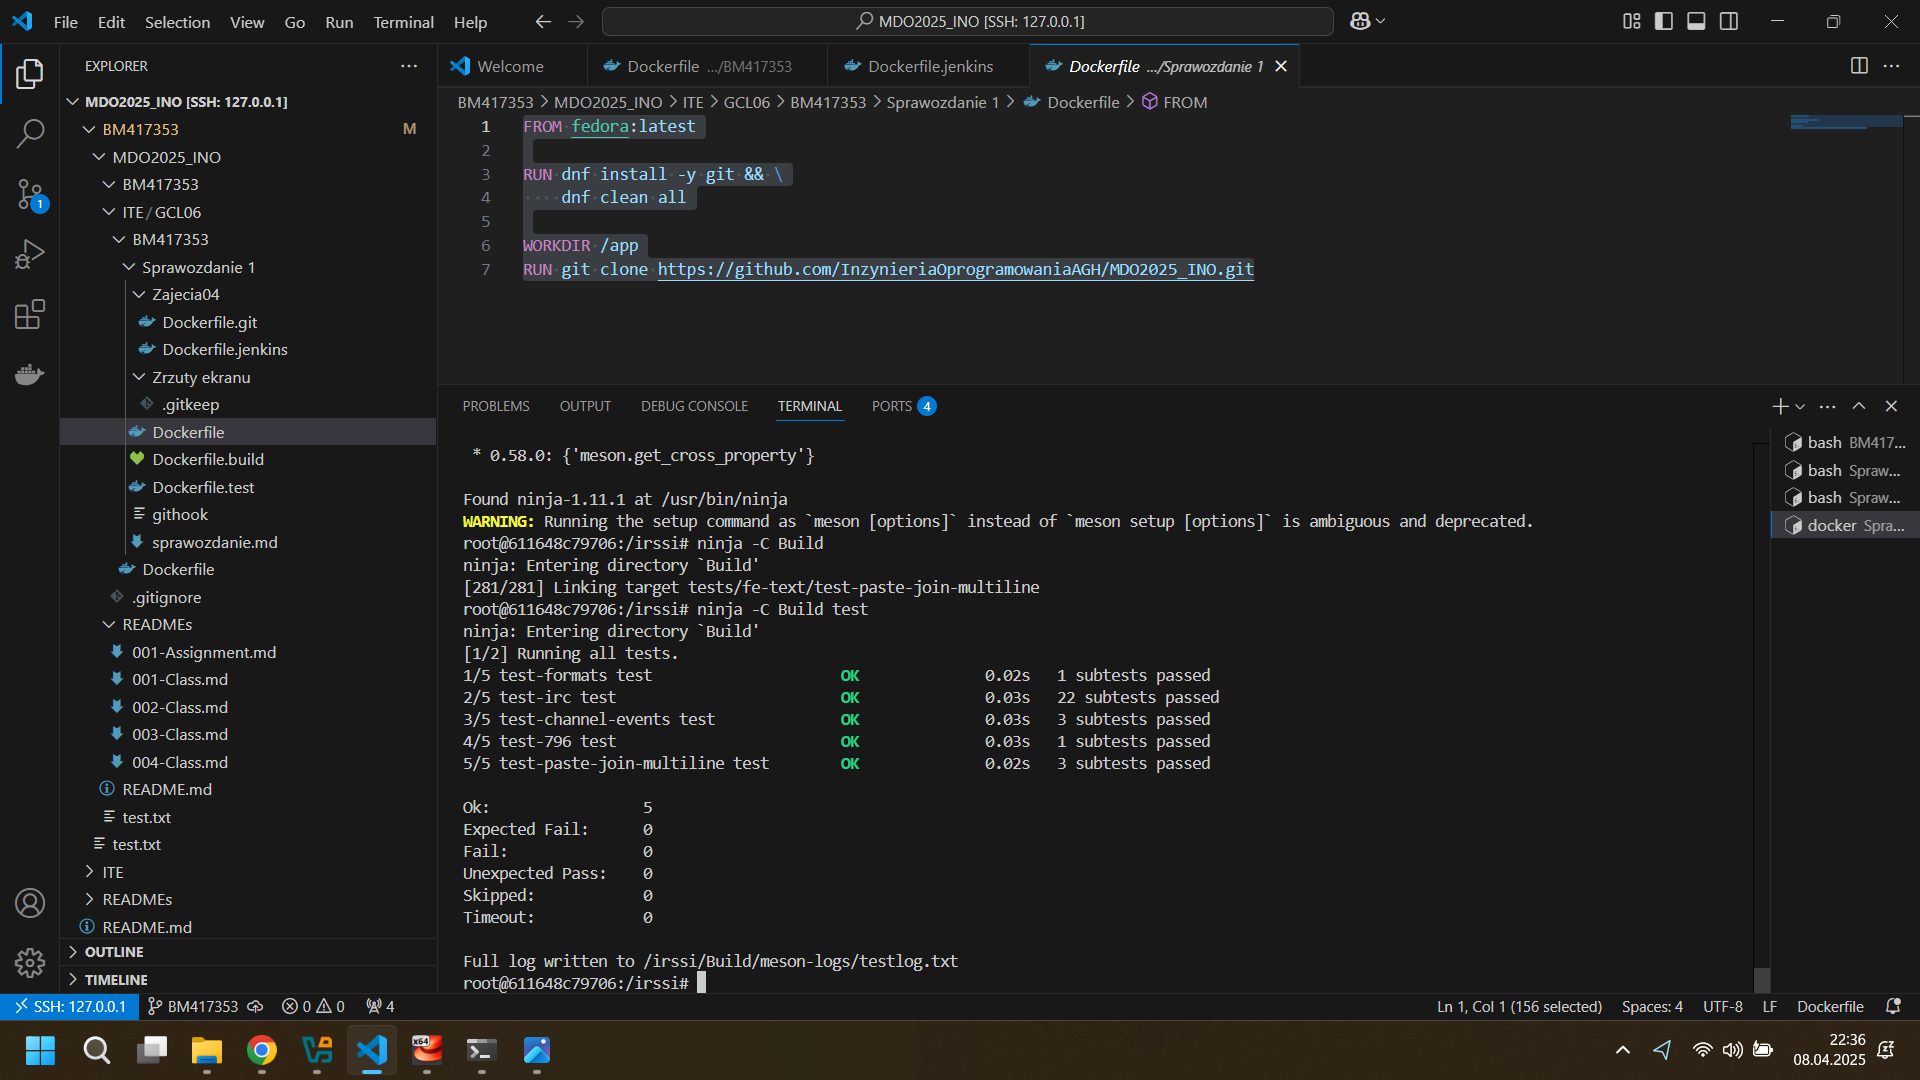 File Edit Selection View Go Run Terminal Help
MDO2025_INO [SSH: 127.0.0.1]
EXPLORER
MDO2025_INO [SSH: 127.0.0.1]
BM417353 M
MDO2025_INO
BM417353
ITE / GCL06
BM417353
Sprawozdanie 1
Zajecia04
Dockerfile.git
Dockerfile.jenkins
Zrzuty ekranu
.gitkeep
Dockerfile
Dockerfile.build
Dockerfile.test
githook
sprawozdanie.md
Dockerfile
.gitignore
READMEs
001-Assignment.md
001-Class.md
002-Class.md
003-Class.md
004-Class.md
README.md
test.txt
test.txt
ITE
READMEs
README.md
OUTLINE
TIMELINE
1
Welcome
Dockerfile .../BM417353
Dockerfile.jenkins
Dockerfile .../Sprawozdanie 1
BM417353 > MDO2025_INO > ITE > GCL06 > BM417353 > Sprawozdanie 1 > Dockerfile > FROM
1 FROM fedora:latest
2
3 RUN dnf install -y git && \
4     dnf clean all
5
6 WORKDIR /app
7 RUN git clone https://github.com/InzynieriaOprogramowaniaAGH/MDO2025_INO.git
PROBLEMS OUTPUT DEBUG CONSOLE TERMINAL PORTS 4
* 0.58.0: {'meson.get_cross_property'}
Found ninja-1.11.1 at /usr/bin/ninja
WARNING: Running the setup command as `meson [options]` instead of `meson setup [options]` is ambiguous and deprecated.
root@611648c79706:/irssi# ninja -C Build
ninja: Entering directory `Build'
[281/281] Linking target tests/fe-text/test-paste-join-multiline
root@611648c79706:/irssi# ninja -C Build test
ninja: Entering directory `Build'
[1/2] Running all tests.
1/5 test-formats test OK 0.02s 1 subtests passed
2/5 test-irc test OK 0.03s 22 subtests passed
3/5 test-channel-events test OK 0.03s 3 subtests passed
4/5 test-796 test OK 0.03s 1 subtests passed
5/5 test-paste-join-multiline test OK 0.02s 3 subtests passed
Ok: 5
Expected Fail: 0
Fail: 0
Unexpected Pass: 0
Skipped: 0
Timeout: 0
Full log written to /irssi/Build/meson-logs/testlog.txt
root@611648c79706:/irssi#
bash BM417...
bash Spraw...
bash Spraw...
docker Spra...
SSH: 127.0.0.1 BM417353 0 0 4
Ln 1, Col 1 (156 selected) Spaces: 4 UTF-8 LF Dockerfile
x64
22:36
08.04.2025